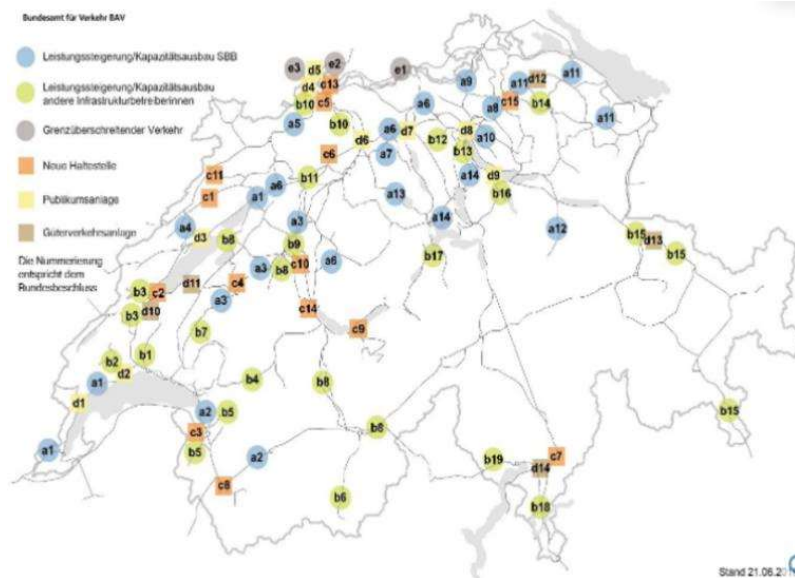 Bundesamt für Verkehr BAV
Leistungssteigerung/Kapazitätsausbau SBB
Leistungssteigerung/Kapazitätsausbau
andere Infrastrukturbetreiberinnen
Grenzüberschreitender Verkehr
Neue Haltestelle
Publikumsanlage
Güterverkehrsanlage
Die Nummerierung
entspricht dem
Bundesbeschluss
e3 d5 e2 e1
d4 c13
b10 c5
a5 b10
a9 a11 d12 a11
a6 a8 c15 b14 a11
a6 d7 b12 d8 a10
d6 a7 b13
c6
c11 a6 b11 a14 d9
c1 a1 a13 b16
a4 a3 a14 a12
d3 b8 b9 b17 b15 d13 b15
a3 b8 c10 a6
b3 c2 d11 c4
b3 d10 a3 c14 c9
b7
b2 b1
a1 d2 b4 b8
d1 a2 b5 b15
c3 b8
a1 b5 a2 b19 c7
d14
c8 b6 b18
Stand 21.06.2